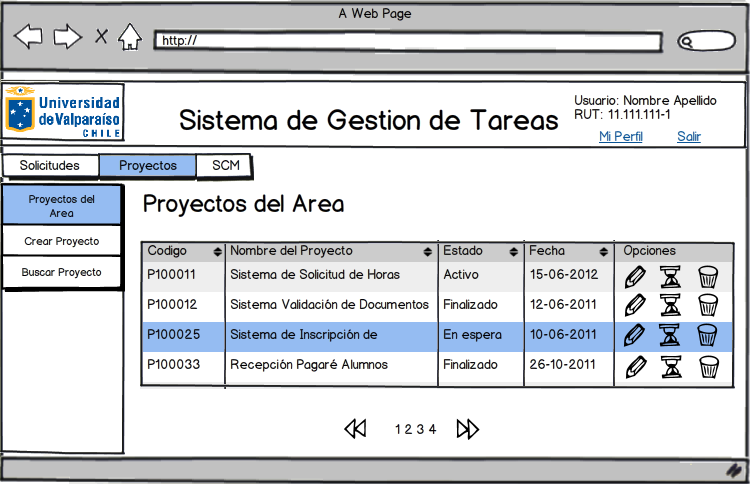 A Web Page
http://
Universidad
de Valparaíso
CHILE
Sistema de Gestion de Tareas
Usuario: Nombre Apellido
RUT: 11.111.111-1
Mi Perfil Salir
Solicitudes Proyectos SCM
Proyectos del
Area
Crear Proyecto
Buscar Proyecto
Proyectos del Area
Codigo Nombre del Proyecto Estado Fecha Opciones
P100011 Sistema de Solicitud de Horas Activo 15-06-2012
P100012 Sistema Validación de Documentos Finalizado 12-06-2011
P100025 Sistema de Inscripción de En espera 10-06-2011
P100033 Recepción Pagaré Alumnos Finalizado 26-10-2011
1 2 3 4